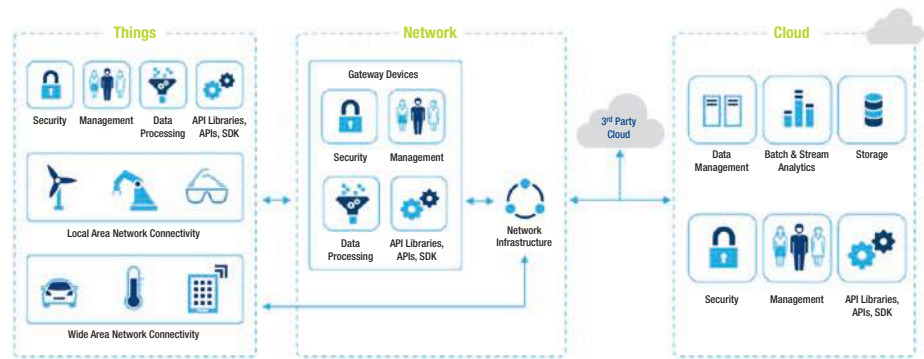 Things
Security
Management
Data
Processing
API Libraries,
APIs, SDK
Local Area Network Connectivity
Wide Area Network Connectivity
Network
Gateway Devices
Security
Management
Data
Processing
API Libraries,
APIs, SDK
Network
Infrastructure
3rd Party
Cloud
Cloud
Data
Management
Batch & Stream
Analytics
Storage
Security
Management
API Libraries,
APIs, SDK